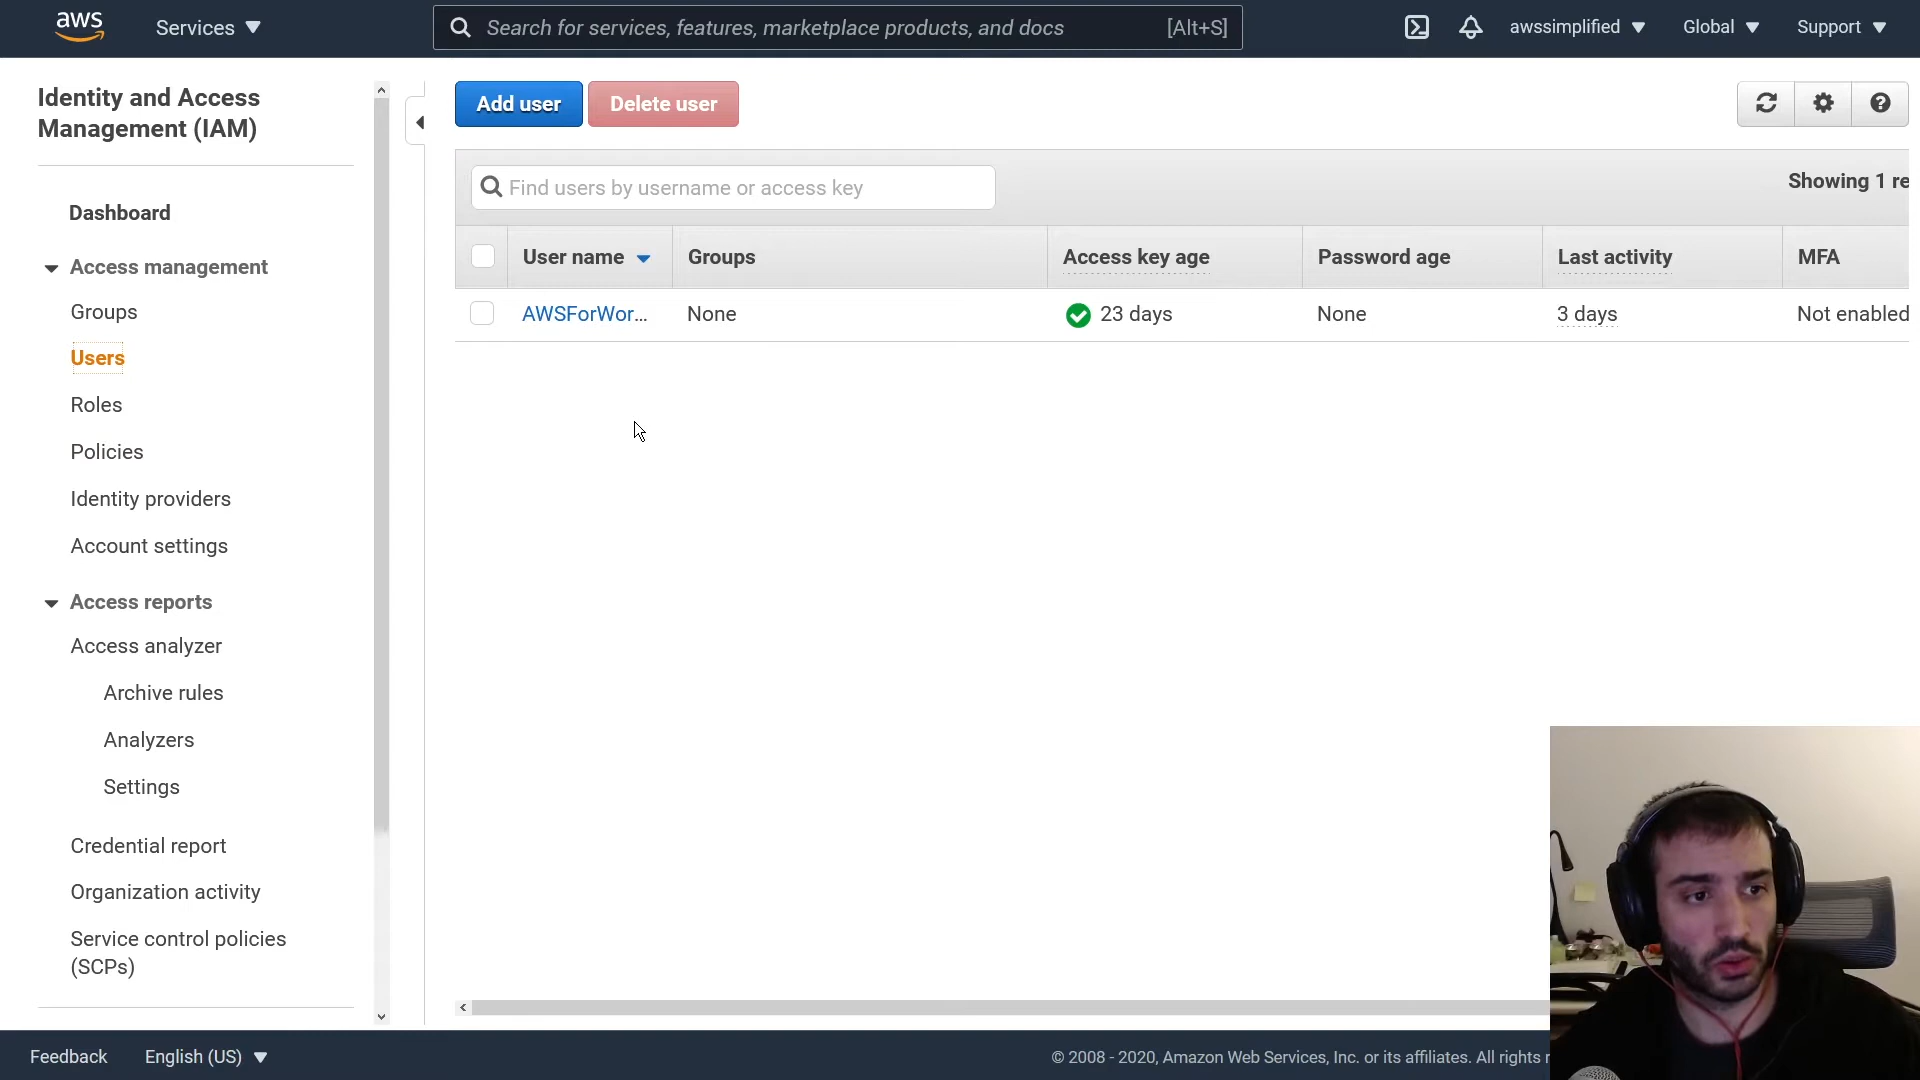 aws
Services
Search for services, features, marketplace products, and docs
[Alt+S]
awssimplified
Global
Support
Identity and Access
Management (IAM)
Dashboard
Access management
Groups
Users
Roles
Policies
Identity providers
Account settings
Access reports
Access analyzer
Archive rules
Analyzers
Settings
Credential report
Organization activity
Service control policies
(SCPs)
Add user
Delete user
Find users by username or access key
Showing 1 re
User name Groups Access key age Password age Last activity MFA
AWSForWor... None 23 days None 3 days Not enabled
Feedback
English (US)
© 2008 - 2020, Amazon Web Services, Inc. or its affiliates. All rights r